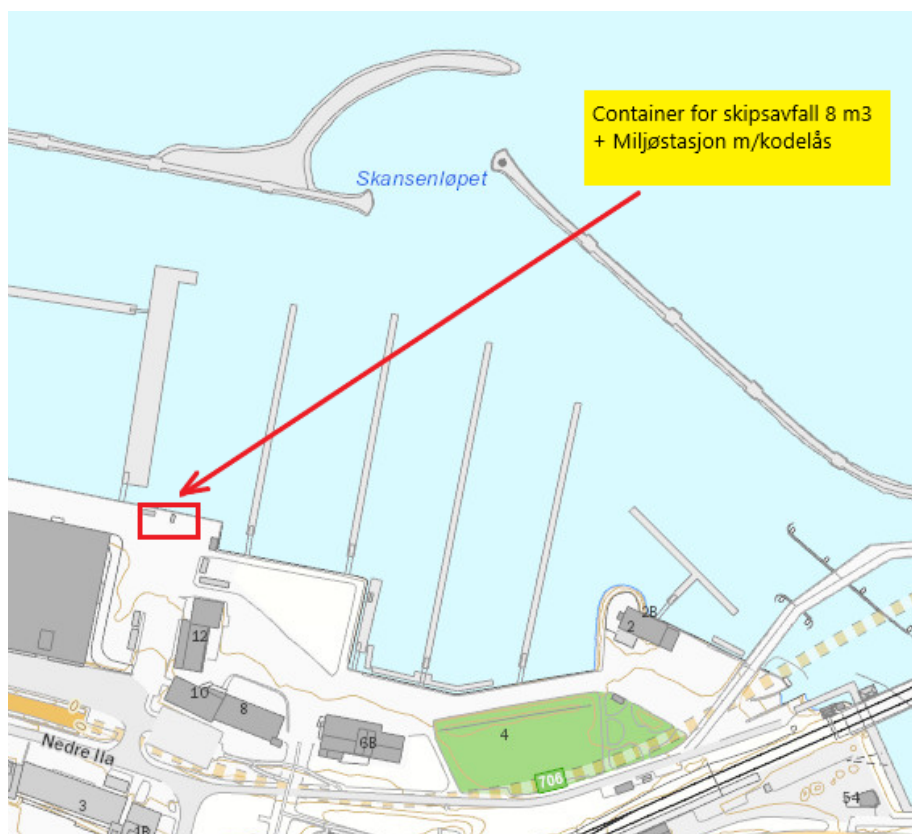 Container for skipsavfall 8 m3
+ Miljøstasjon m/kodelås
Skansenløpet
2B
2
12
10
8
6B
4
Nedre Ila
706
3
1B
54